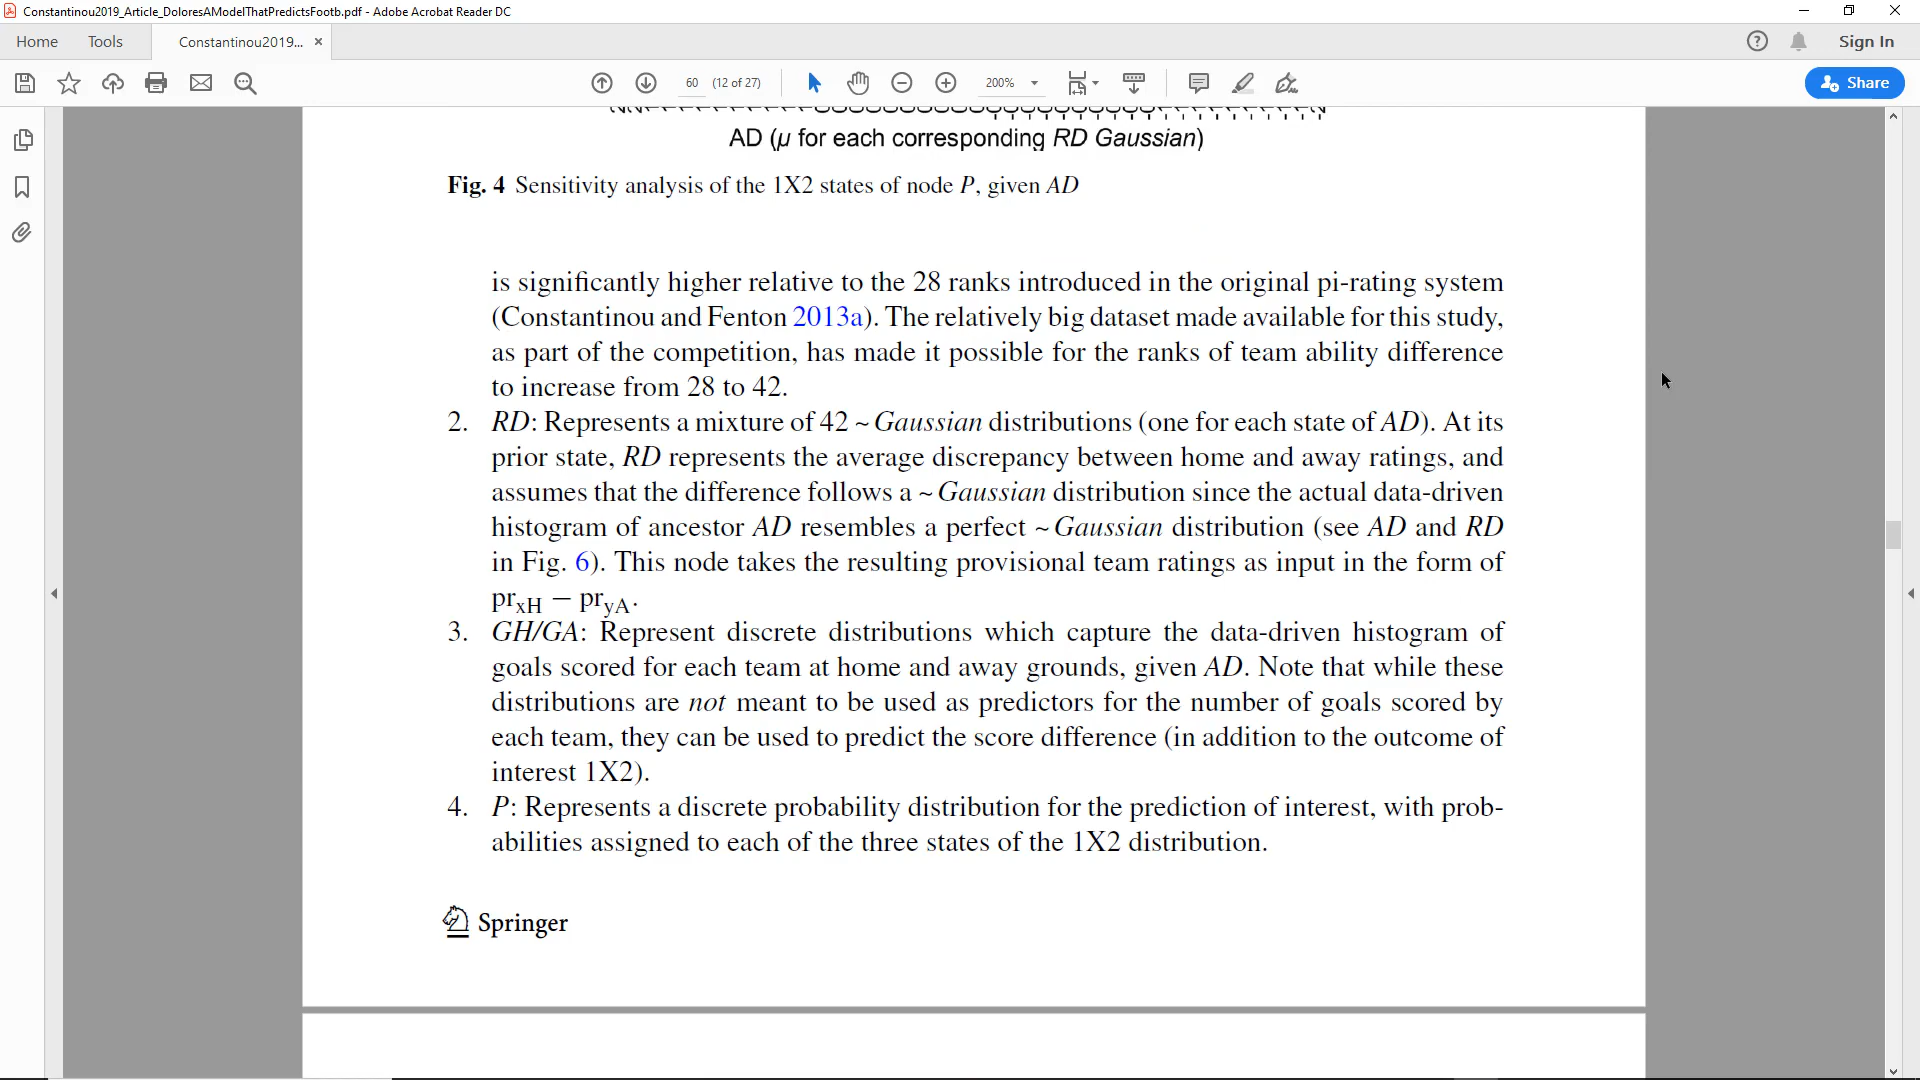 Constantinou2019_Article_DoloresAModelThatPredictsFootb.pdf - Adobe Acrobat Reader DC
Home Tools Constantinou2019... × Sign In
60 (12 of 27) 200% Share
AD (μ for each corresponding RD Gaussian)
Fig. 4 Sensitivity analysis of the 1X2 states of node P, given AD
is significantly higher relative to the 28 ranks introduced in the original pi-rating system
(Constantinou and Fenton 2013a). The relatively big dataset made available for this study,
as part of the competition, has made it possible for the ranks of team ability difference
to increase from 28 to 42.
2. RD: Represents a mixture of 42 ~Gaussian distributions (one for each state of AD). At its
prior state, RD represents the average discrepancy between home and away ratings, and
assumes that the difference follows a ~Gaussian distribution since the actual data-driven
histogram of ancestor AD resembles a perfect ~Gaussian distribution (see AD and RD
in Fig. 6). This node takes the resulting provisional team ratings as input in the form of
prxH − pryA.
3. GH/GA: Represent discrete distributions which capture the data-driven histogram of
goals scored for each team at home and away grounds, given AD. Note that while these
distributions are not meant to be used as predictors for the number of goals scored by
each team, they can be used to predict the score difference (in addition to the outcome of
interest 1X2).
4. P: Represents a discrete probability distribution for the prediction of interest, with prob-
abilities assigned to each of the three states of the 1X2 distribution.
Springer